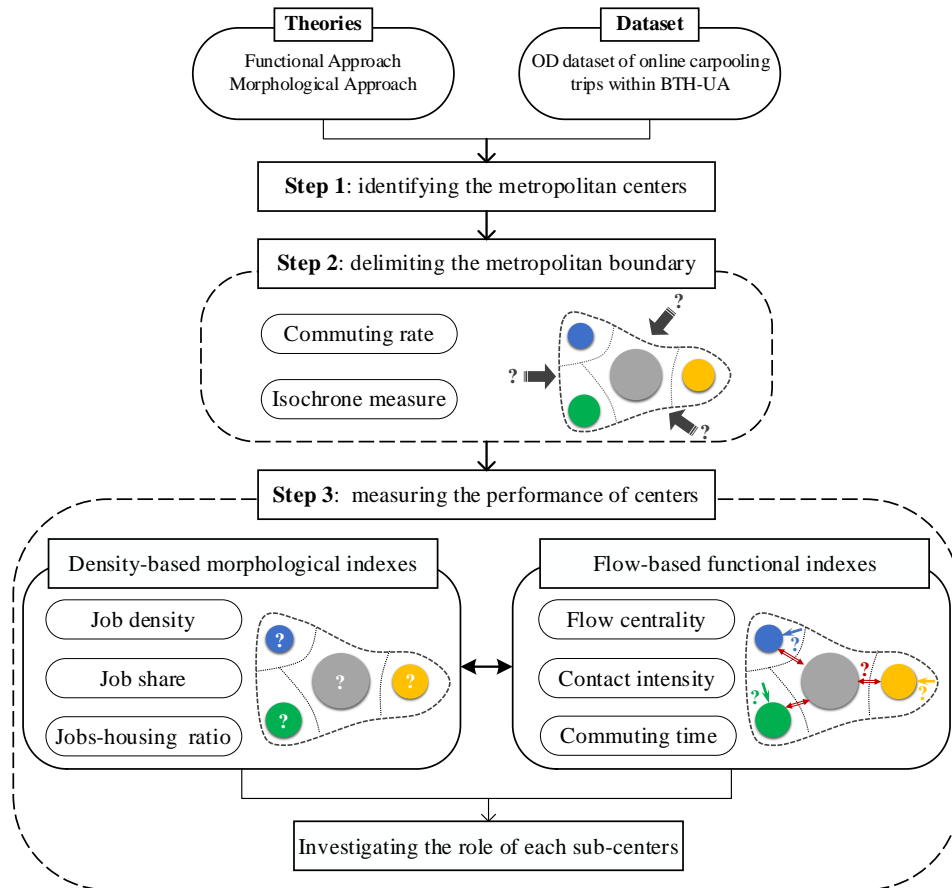 Theories
Functional Approach
Morphological Approach
Dataset
OD dataset of online carpooling
trips within BTH-UA
Step 1: identifying the metropolitan centers
Step 2: delimiting the metropolitan boundary
Commuting rate
Isochrone measure
?
?
?
Step 3: measuring the performance of centers
Density-based morphological indexes
Job density
Job share
Jobs-housing ratio
?
?
?
?
Flow-based functional indexes
Flow centrality
Contact intensity
Commuting time
?
?
?
?
Investigating the role of each sub-centers